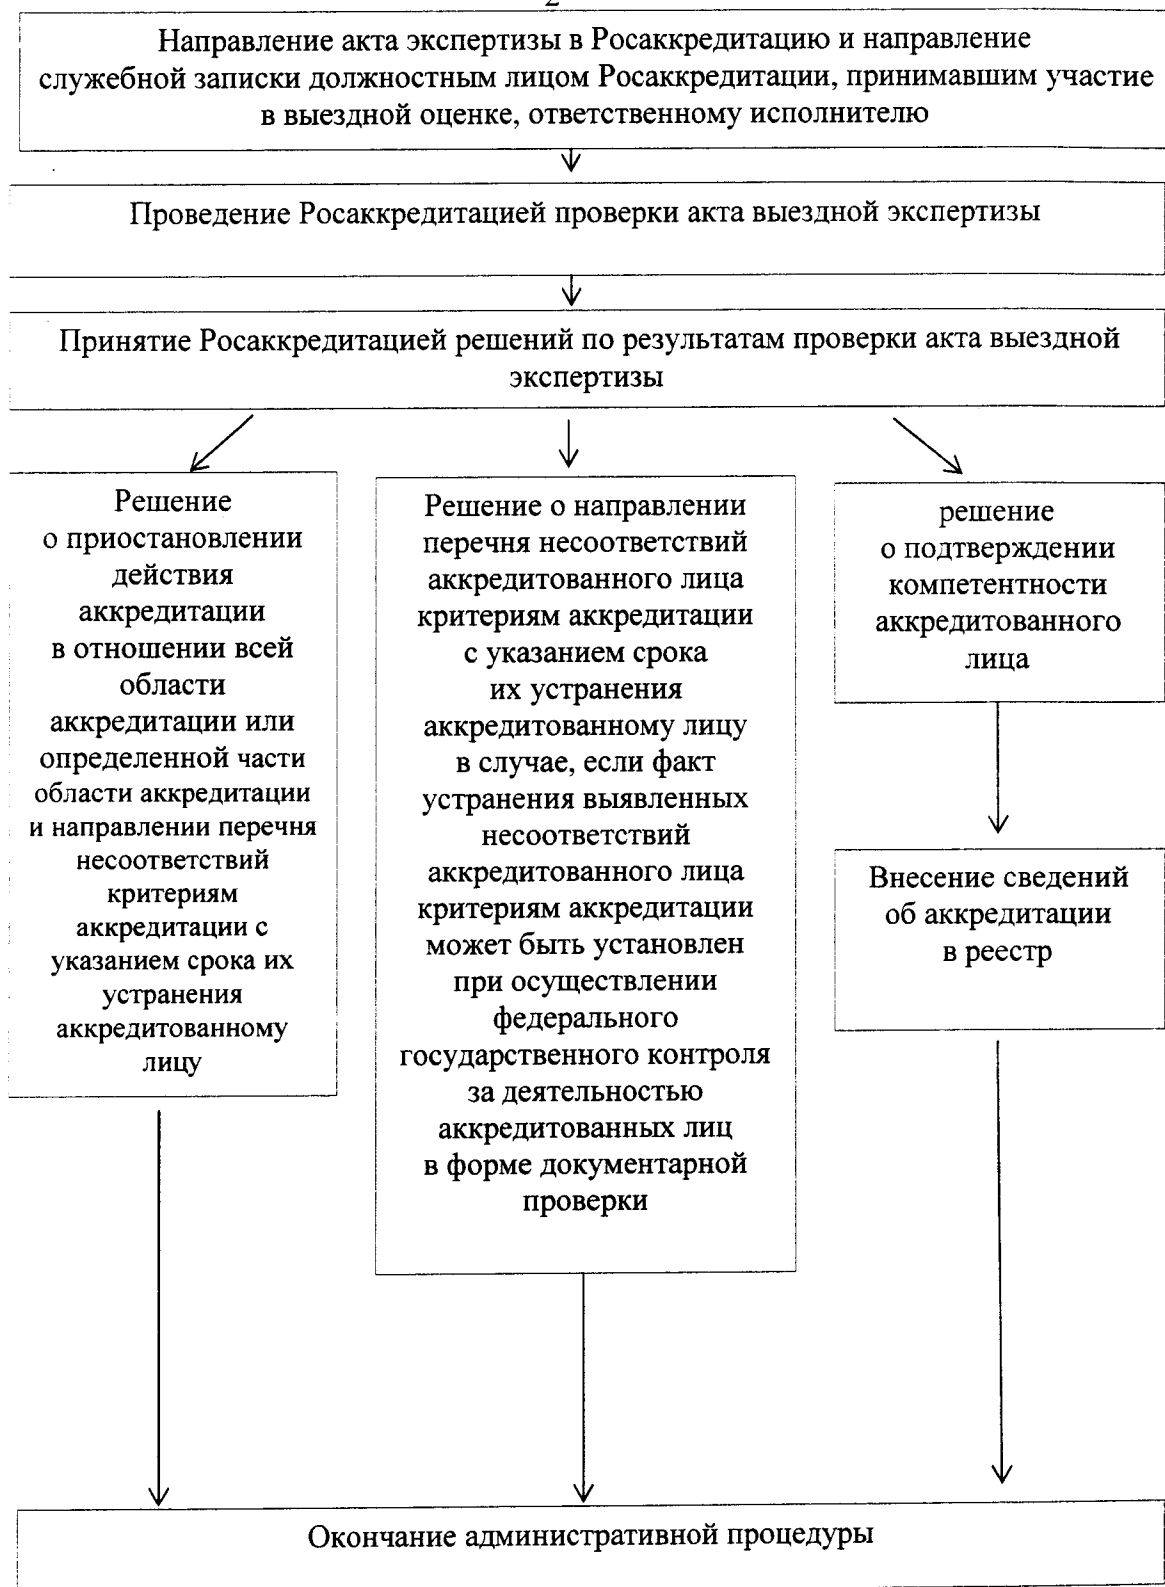 2
Направление акта экспертизы в Росаккредитацию и направление
служебной записки должностным лицом Росаккредитации, принимавшим участие
в выездной оценке, ответственному исполнителю
Проведение Росаккредитацией проверки акта выездной экспертизы
Принятие Росаккредитацией решений по результатам проверки акта выездной
экспертизы
Решение
о приостановлении
действия
аккредитации
в отношении всей
области
аккредитации или
определенной части
области аккредитации
и направлении перечня
несоответствий
критериям
аккредитации с
указанием срока их
устранения
аккредитованному
лицу
Решение о направлении
перечня несоответствий
аккредитованного лица
критериям аккредитации
с указанием срока
их устранения
аккредитованному лицу
в случае, если факт
устранения выявленных
несоответствий
аккредитованного лица
критериям аккредитации
может быть установлен
при осуществлении
федерального
государственного контроля
за деятельностью
аккредитованных лиц
в форме документарной
проверки
решение
о подтверждении
компетентности
аккредитованного
лица
Внесение сведений
об аккредитации
в реестр
Окончание административной процедуры